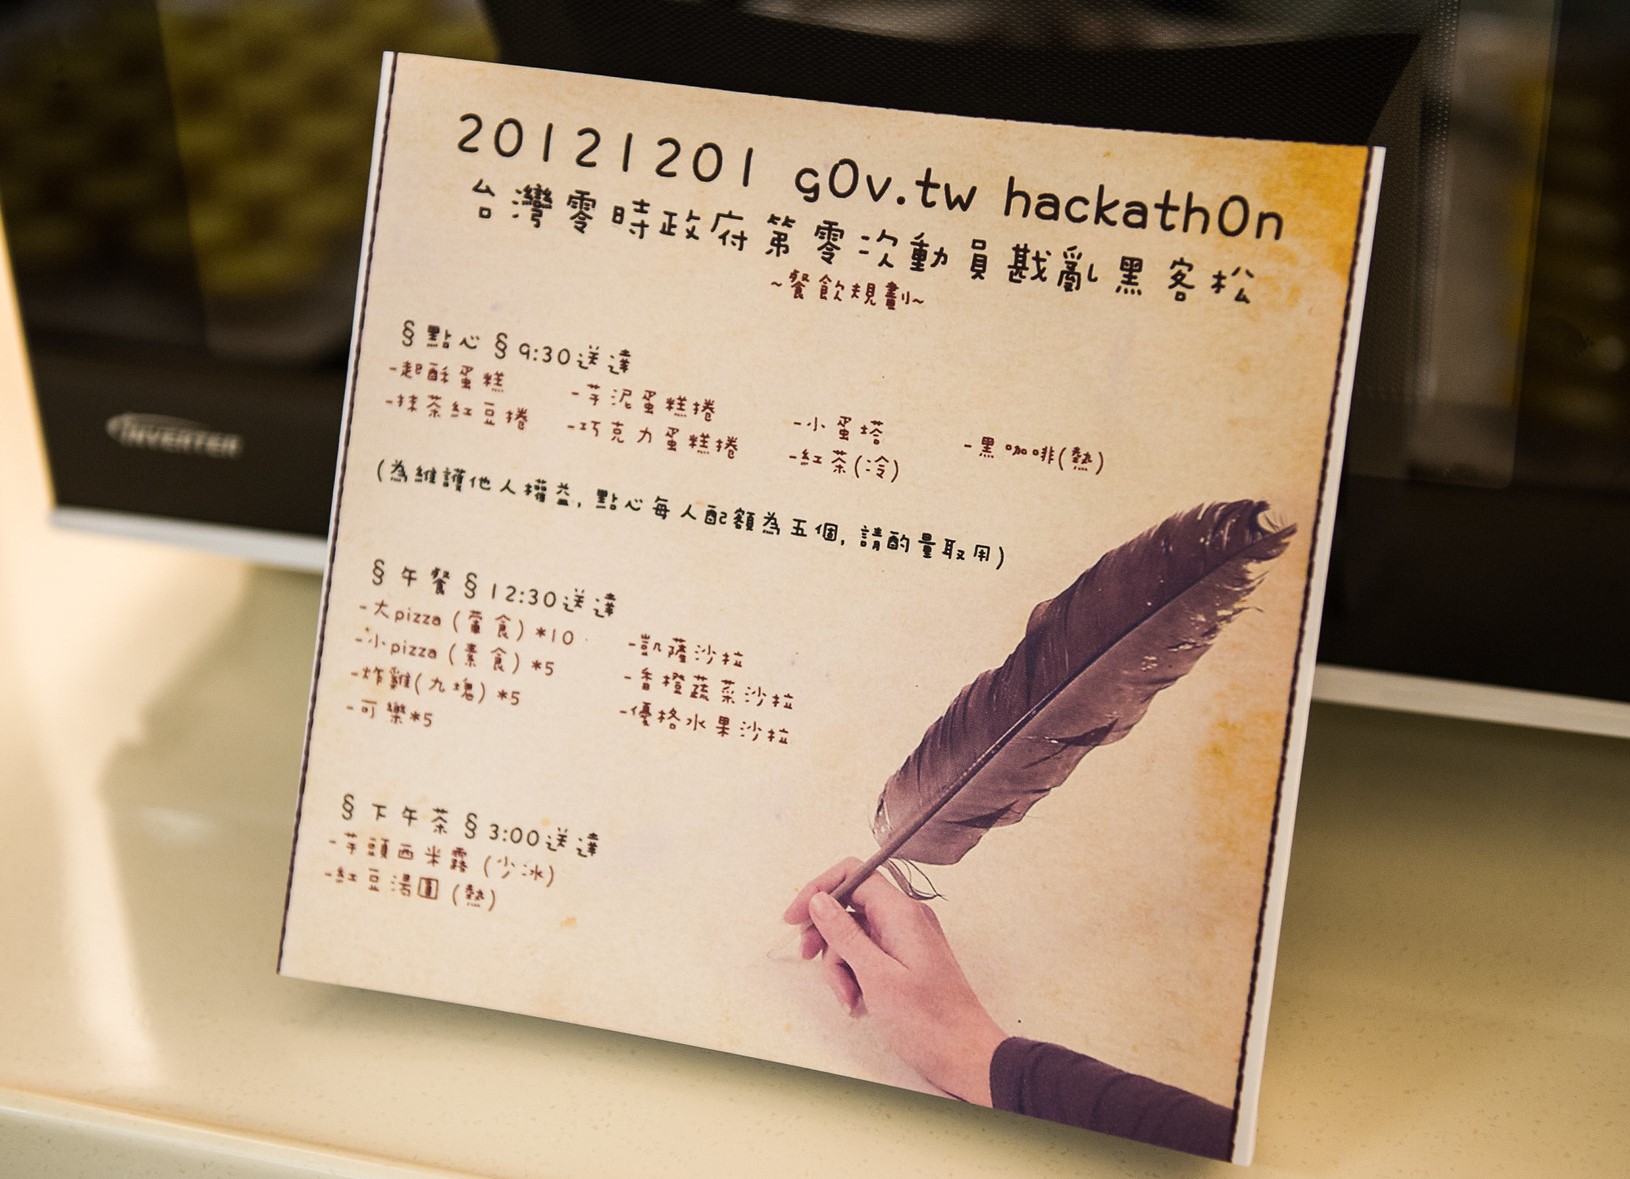 20121201 g0v.tw hackath0n
台灣零時政府第零次動員戡亂黑客松
~餐飲規劃~
§點心§9:30送達
-起酥蛋糕 -芋泥蛋糕捲 -小蛋塔 -黑咖啡(熱)
-抹茶紅豆捲 -巧克力蛋糕捲 -紅茶(冷)
(為維護他人權益,點心每人配額為五個,請酌量取用)
§午餐§12:30送達
-大pizza(葷食)*10 -凱薩沙拉
-小pizza(素食)*5 -香橙蔬菜沙拉
-炸雞(九塊)*5 -優格水果沙拉
-可樂*5
§下午茶§3:00送達
-芋頭西米露(少冰)
-紅豆湯圓(熱)
INVERTER